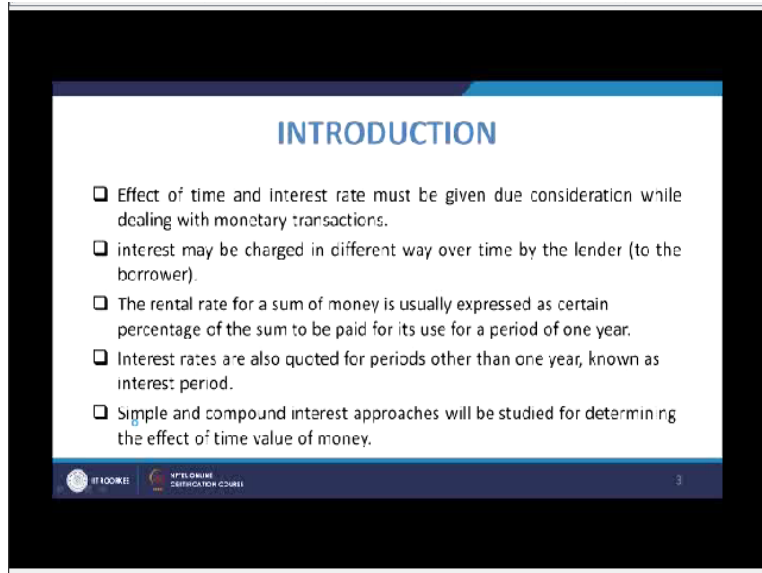 INTRODUCTION
❑ Effect of time and interest rate must be given due consideration while
dealing with monetary transactions.
❑ interest may be charged in different way over time by the lender (to the
borrower).
❑ The rental rate for a sum of money is usually expressed as certain
percentage of the sum to be paid for its use for a period of one year.
❑ Interest rates are also quoted for periods other than one year, known as
interest period.
❑ Simple and compound interest approaches will be studied for determining
the effect of time value of money.
IIT ROORKEE
NPTEL ONLINE
CERTIFICATION COURSE
3